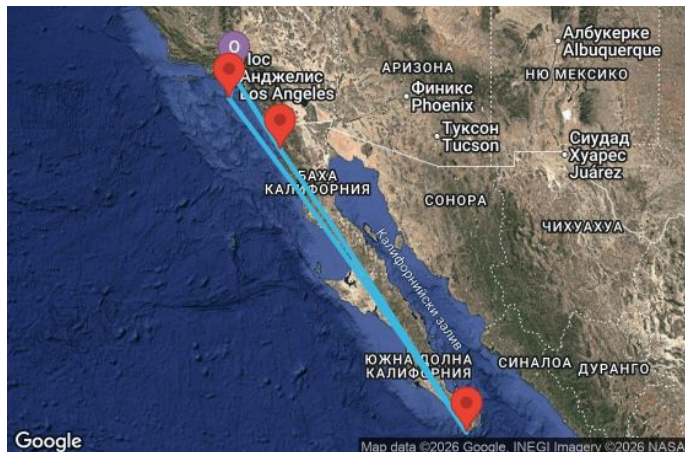 Албукерке
Albuquerque
О
Лос
Анджелис
Los Angeles
АРИЗОНА
НЮ МЕКСИКО
Финикс
Phoenix
Туксон
Tucson
Сиудад
Хуарес
Juárez
БАХА
КАЛИФОРНИЯ
СОНОРА
ЧИХУАХУА
Калифорнийски залив
ЮЖНА ДОЛНА
КАЛИФОРНИЯ
СИНАЛОА
ДУРАНГО
Google
Map data ©2026 Google, INEGI Imagery ©2026 NASA